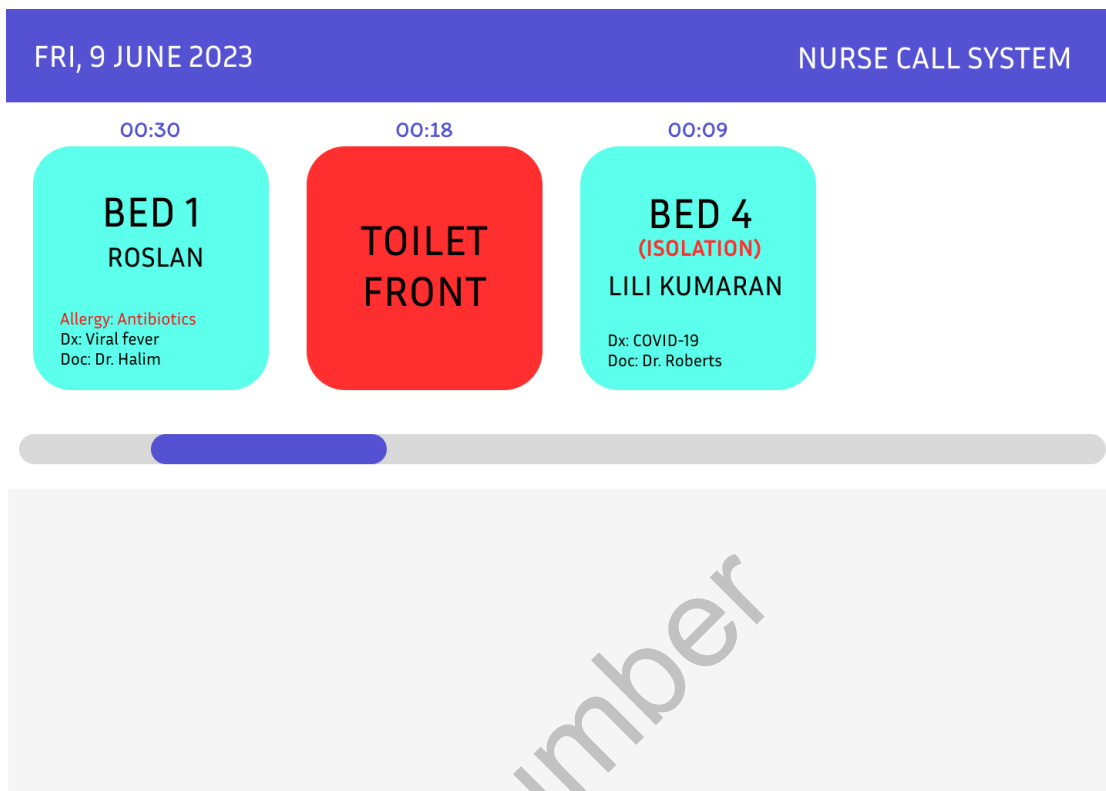 FRI, 9 JUNE 2023
NURSE CALL SYSTEM
00:30
BED 1
ROSLAN
Allergy: Antibiotics
Dx: Viral fever
Doc: Dr. Halim
00:18
TOILET
FRONT
00:09
BED 4
(ISOLATION)
LILI KUMARAN
Dx: COVID-19
Doc: Dr. Roberts